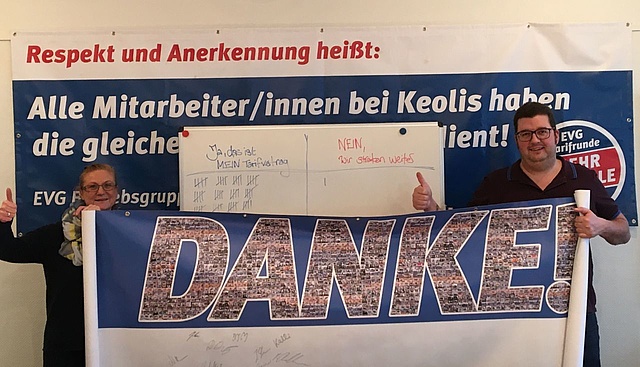 Respekt und Anerkennung heißt:
Alle Mitarbeiter/innen bei Keolis haben
die gleiche
ient!
EVG
EVG
Tarifrunde
Ja, das ist
MEIN Tarifvertrag
NEIN,
wir streiken weiter
DANKE!